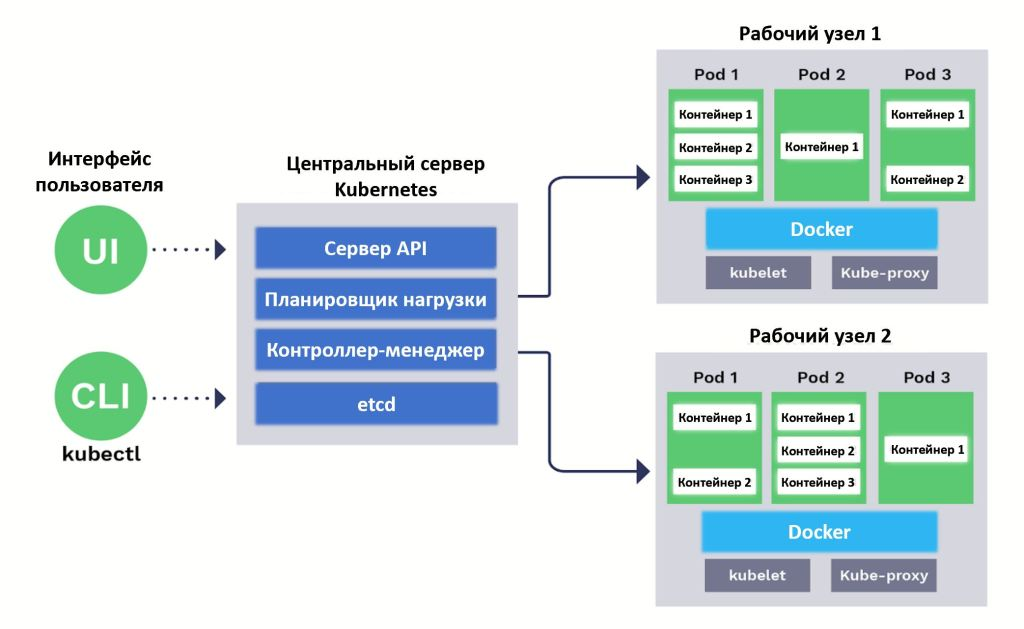 Интерфейс
пользователя
UI
CLI
kubectl
Центральный сервер
Kubernetes
Сервер API
Планировщик нагрузки
Контроллер-менеджер
etcd
Рабочий узел 1
Pod 1
Контейнер 1
Контейнер 2
Контейнер 3
Pod 2
Контейнер 1
Pod 3
Контейнер 1
Контейнер 2
Docker
kubelet
Kube-proxy
Рабочий узел 2
Pod 1
Контейнер 1
Контейнер 2
Pod 2
Контейнер 1
Контейнер 2
Контейнер 3
Pod 3
Контейнер 1
Docker
kubelet
Kube-proxy